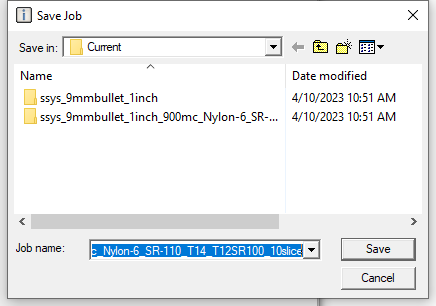 Save Job
Save in: Current
Name Date modified
ssys_9mmbullet_1inch 4/10/2023 10:51 AM
ssys_9mmbullet_1inch_900mc_Nylon-6_SR-... 4/10/2023 10:51 AM
Job name: c_Nylon-6_SR-110_T14_T12SR100_10slice Save
Cancel